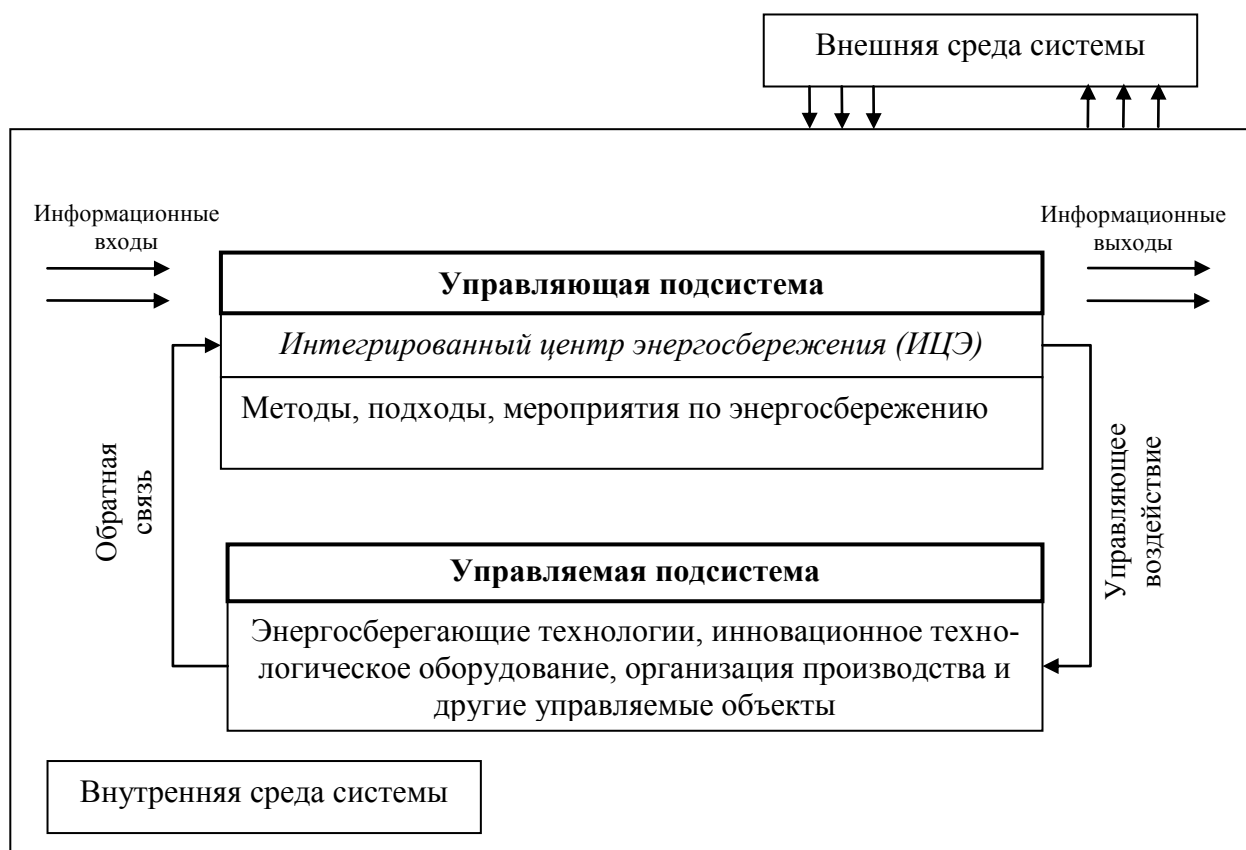 Внешняя среда системы
Информационные
входы
Информационные
выходы
Управляющая подсистема
Интегрированный центр энергосбережения (ИЦЭ)
Методы, подходы, мероприятия по энергосбережению
Обратная
связь
Управляющее
воздействие
Управляемая подсистема
Энергосберегающие технологии, инновационное техно-
логическое оборудование, организация производства и
другие управляемые объекты
Внутренняя среда системы